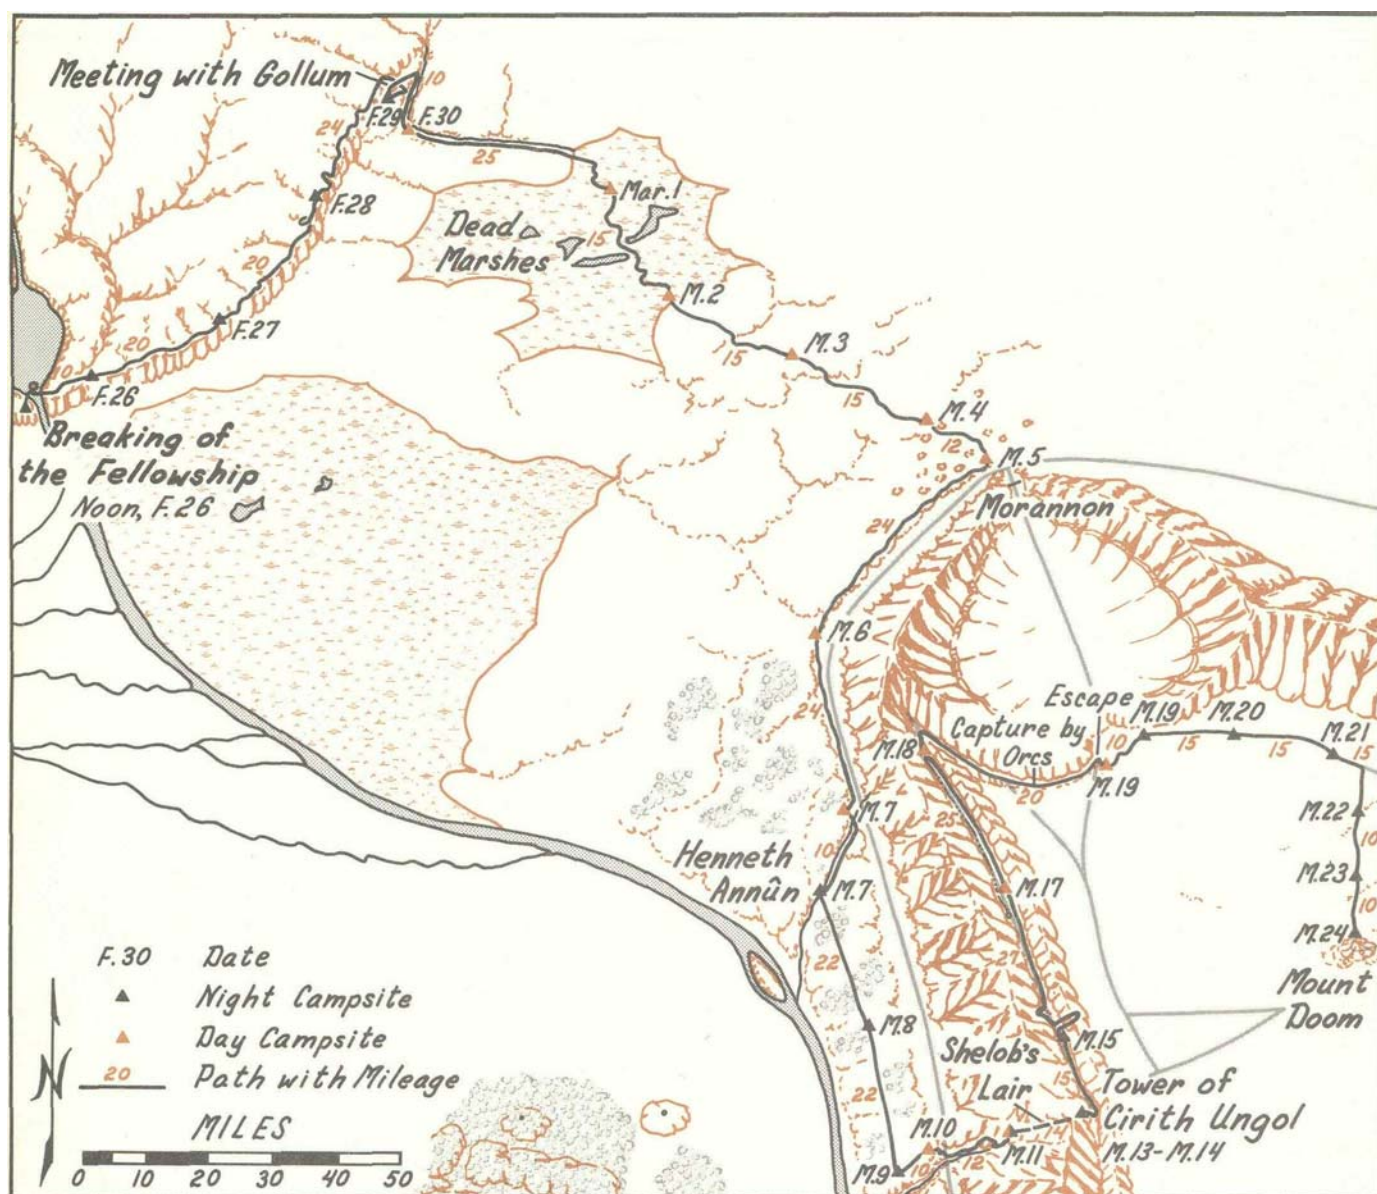 Meeting with Gollum
10
F.29
F.30
24
25
F.28
Mar.1
Dead
Marshes
15
20
M.2
F.27
M.3
15
20
10
F.26
15
M.4
12
M.5
Breaking of
the Fellowship
Noon, F.26
Morannon
24
M.6
24
Escape
M.19
M.20
M.21
Capture by
Orcs
10
15
15
15
M.18
20
M.19
M.7
25
M.22
10
10
Henneth
Annûn
M.7
M.17
M.23
10
M.24
22
27
Mount
Doom
M.8
M.15
Shelob's
Lair
15
Tower of
Cirith Ungol
M.13-M.14
22
M.10
M.11
M.9
10
12
F.30 Date
Night Campsite
Day Campsite
20 Path with Mileage
N
MILES
0 10 20 30 40 50